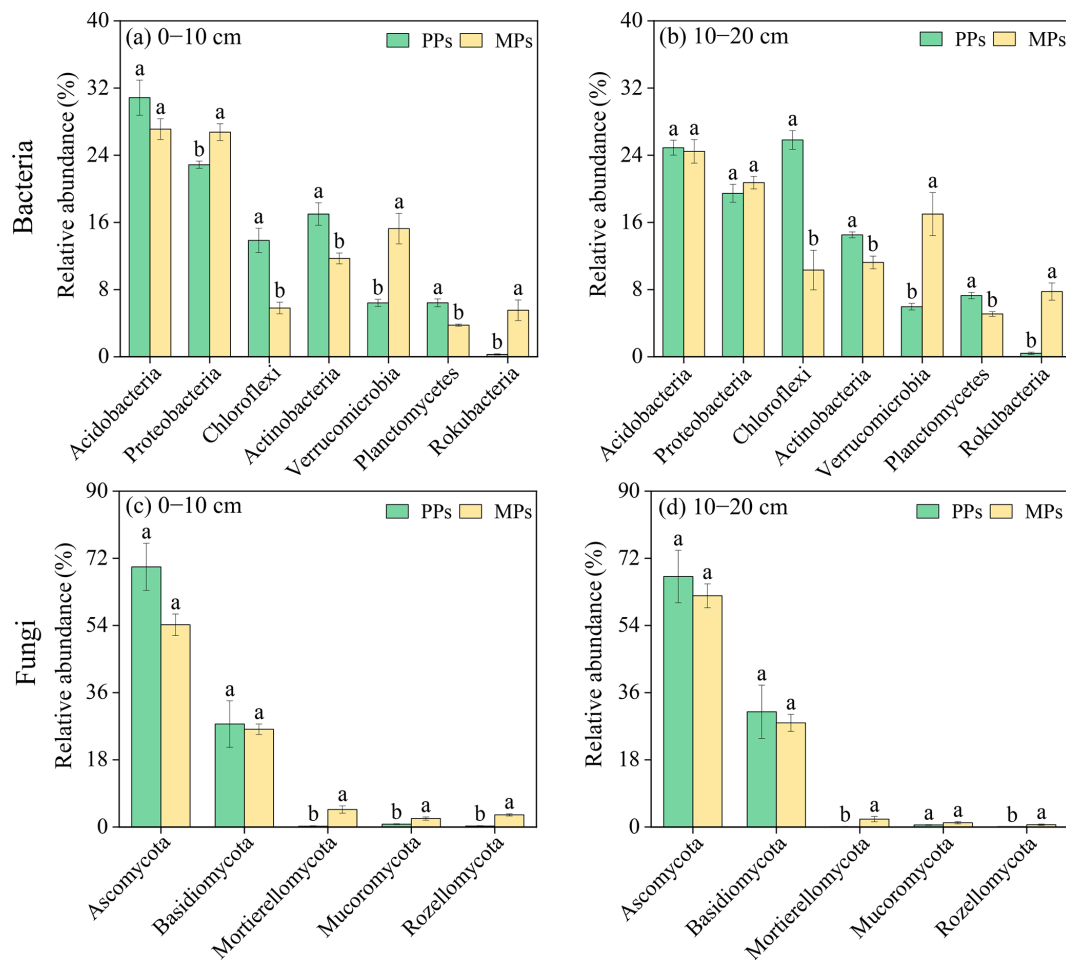 Bacteria
Relative abundance (%)
40
32
24
16
8
0
(a) 0−10 cm
PPs MPs
a a b a a b a b b a a b b a
Acidobacteria
Proteobacteria
Chloroflexi
Actinobacteria
Verrucomicrobia
Planctomycetes
Rokubacteria
Relative abundance (%)
40
32
24
16
8
0
(b) 10−20 cm
PPs MPs
a a a a a b a b b a a b b a
Acidobacteria
Proteobacteria
Chloroflexi
Actinobacteria
Verrucomicrobia
Planctomycetes
Rokubacteria
Fungi
Relative abundance (%)
90
72
54
36
18
0
(c) 0−10 cm
PPs MPs
a a a a b a b a b a
Ascomycota
Basidiomycota
Mortierellomycota
Mucoromycota
Rozellomycota
Relative abundance (%)
90
72
54
36
18
0
(d) 10−20 cm
PPs MPs
a a a a b a a a b a
Ascomycota
Basidiomycota
Mortierellomycota
Mucoromycota
Rozellomycota